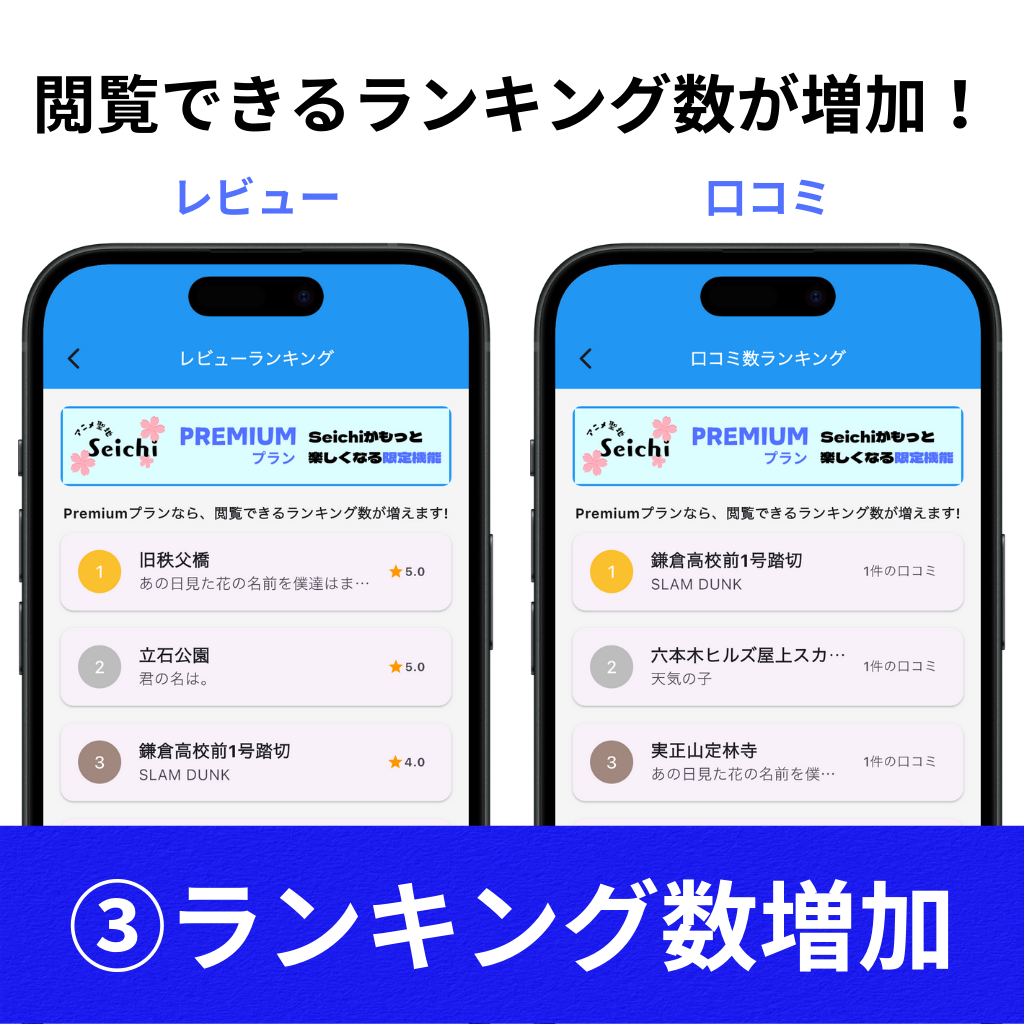 閲覧できるランキング数が増加！
レビュー
口コミ
レビューランキング
アニメ聖地
Seichi
PREMIUM
プラン
Seichiがもっと
楽しくなる限定機能
Premiumプランなら、閲覧できるランキング数が増えます!
1
旧秩父橋
あの日見た花の名前を僕達はま…
5.0
2
立石公園
君の名は。
5.0
3
鎌倉高校前1号踏切
SLAM DUNK
4.0
口コミ数ランキング
アニメ聖地
Seichi
PREMIUM
プラン
Seichiがもっと
楽しくなる限定機能
Premiumプランなら、閲覧できるランキング数が増えます!
1
鎌倉高校前1号踏切
SLAM DUNK
1件の口コミ
2
六本木ヒルズ屋上スカ…
天気の子
1件の口コミ
3
実正山定林寺
あの日見た花の名前を僕…
1件の口コミ
③ランキング数増加